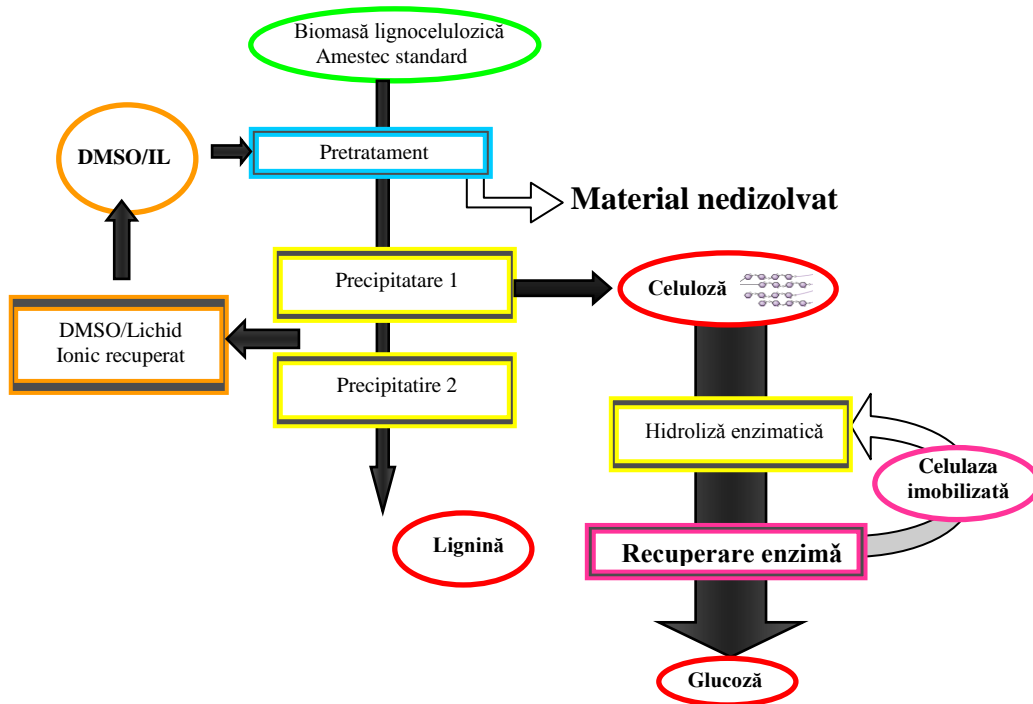 Biomasă lignocelulozică
Amestec standard
DMSO/IL
Pretratament
Material nedizolvat
Precipitatare 1
Celuloză
DMSO/Lichid
Ionic recuperat
Precipitatire 2
Hidroliză enzimatică
Celulaza
imobilizată
Lignină
Recuperare enzimă
Glucoză